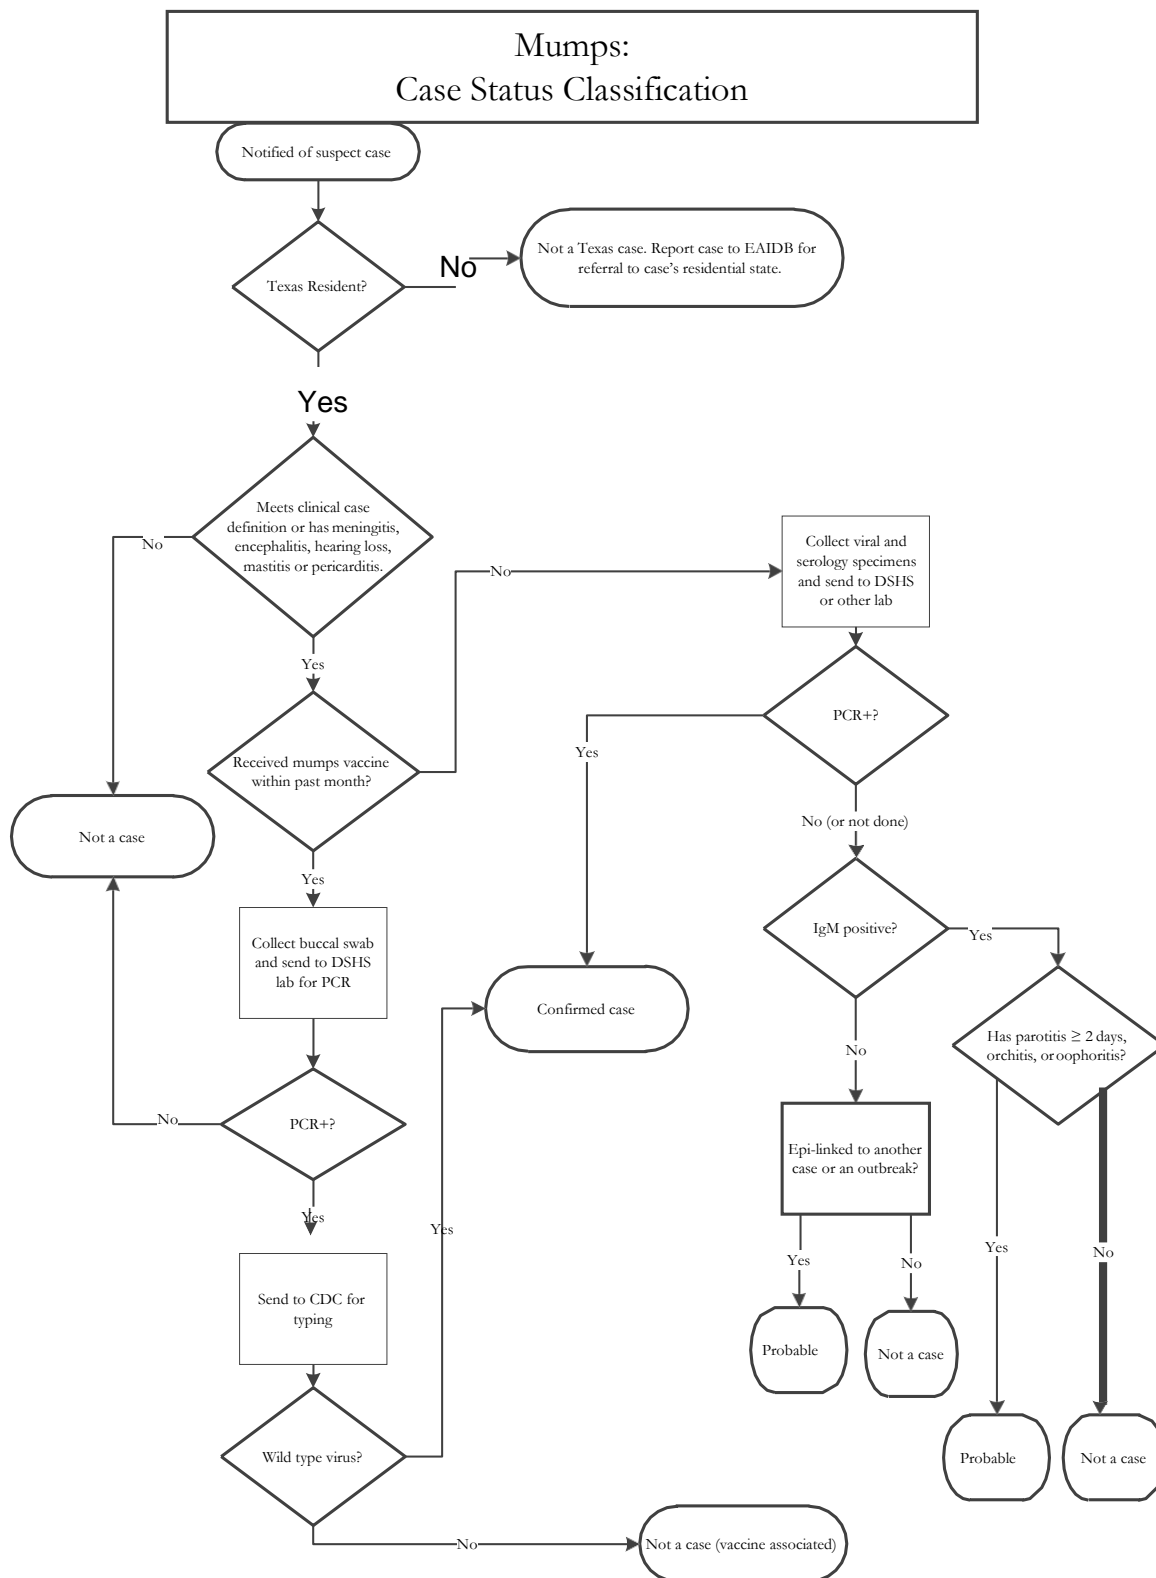 Mumps:
Case Status Classification
Notified of suspect case
Texas Resident?
No
Not a Texas case. Report case to EAIDB for
referral to case's residential state.
Yes
Meets clinical case
definition or has meningitis,
encephalitis, hearing loss,
mastitis or pericarditis.
No
Yes
Received mumps vaccine
within past month?
No
Collect viral and
serology specimens
and send to DSHS
or other lab
PCR+?
Yes
No (or not done)
Not a case
Yes
Collect buccal swab
and send to DSHS
lab for PCR
Confirmed case
IgM positive?
Yes
No
Has parotitis ≥ 2 days,
orchitis, or oophoritis?
PCR+?
No
Yes
Epi-linked to another
case or an outbreak?
Yes
No
Yes
No
Probable
Not a case
Probable
Not a case
Send to CDC for
typing
Wild type virus?
Yes
No
Not a case (vaccine associated)